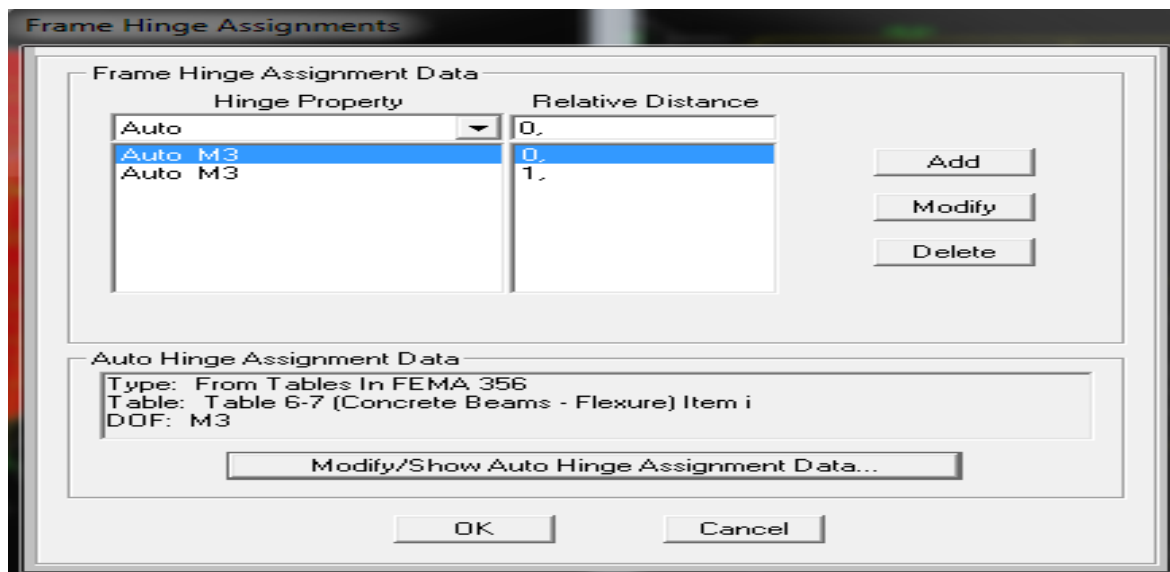 Frame Hinge Assignments
Frame Hinge Assignment Data
Hinge Property Relative Distance
Auto 0,
Auto M3 0,
Auto M3 1,
Add
Modify
Delete
Auto Hinge Assignment Data
Type: From Tables In FEMA 356
Table: Table 6-7 (Concrete Beams - Flexure) Item i
DOF: M3
Modify/Show Auto Hinge Assignment Data...
OK Cancel